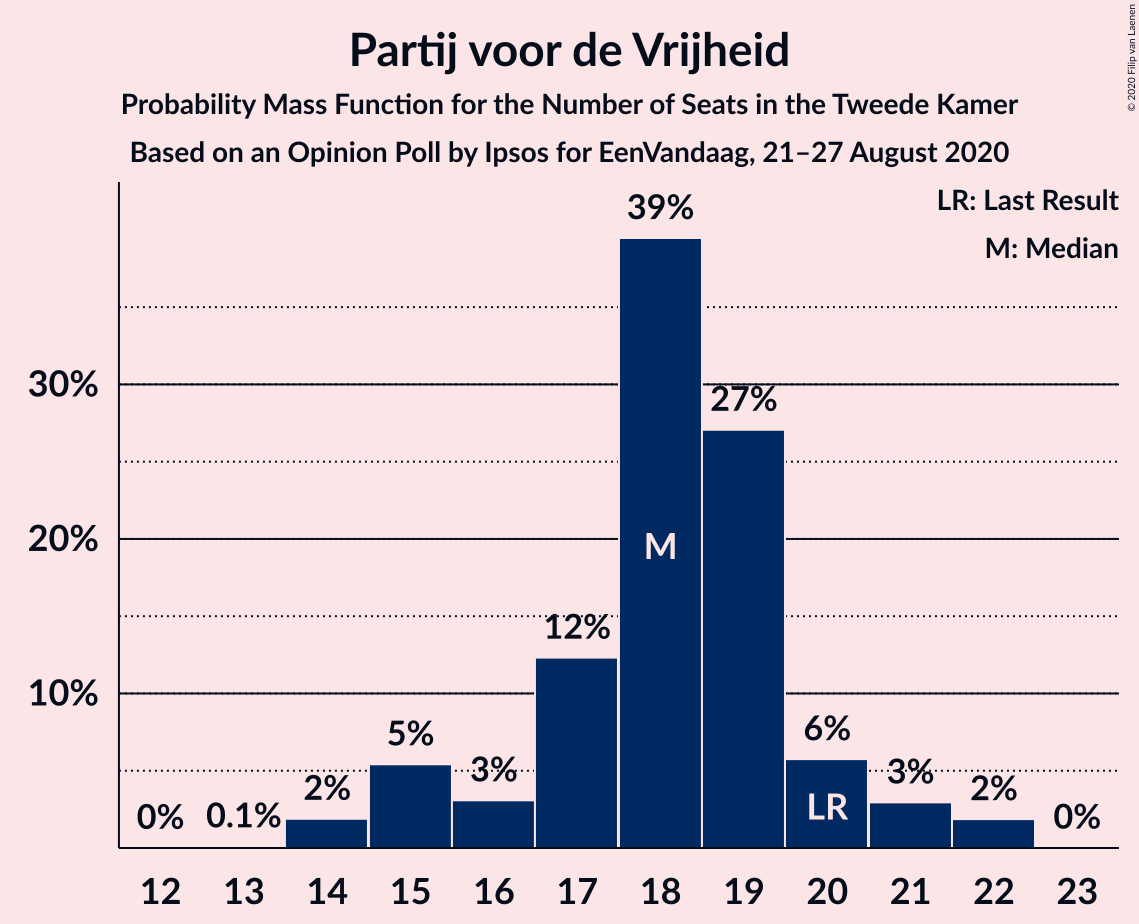 Partij voor de Vrijheid
Probability Mass Function for the Number of Seats in the Tweede Kamer
Based on an Opinion Poll by Ipsos for EenVandaag, 21–27 August 2020
© 2020 Filip van Laenen
LR: Last Result
M: Median
39%
30%
27%
20%
M
12%
10%
6%
5%
3%
3%
2%
2%
LR
0%
0.1%
0%
12 13 14 15 16 17 18 19 20 21 22 23